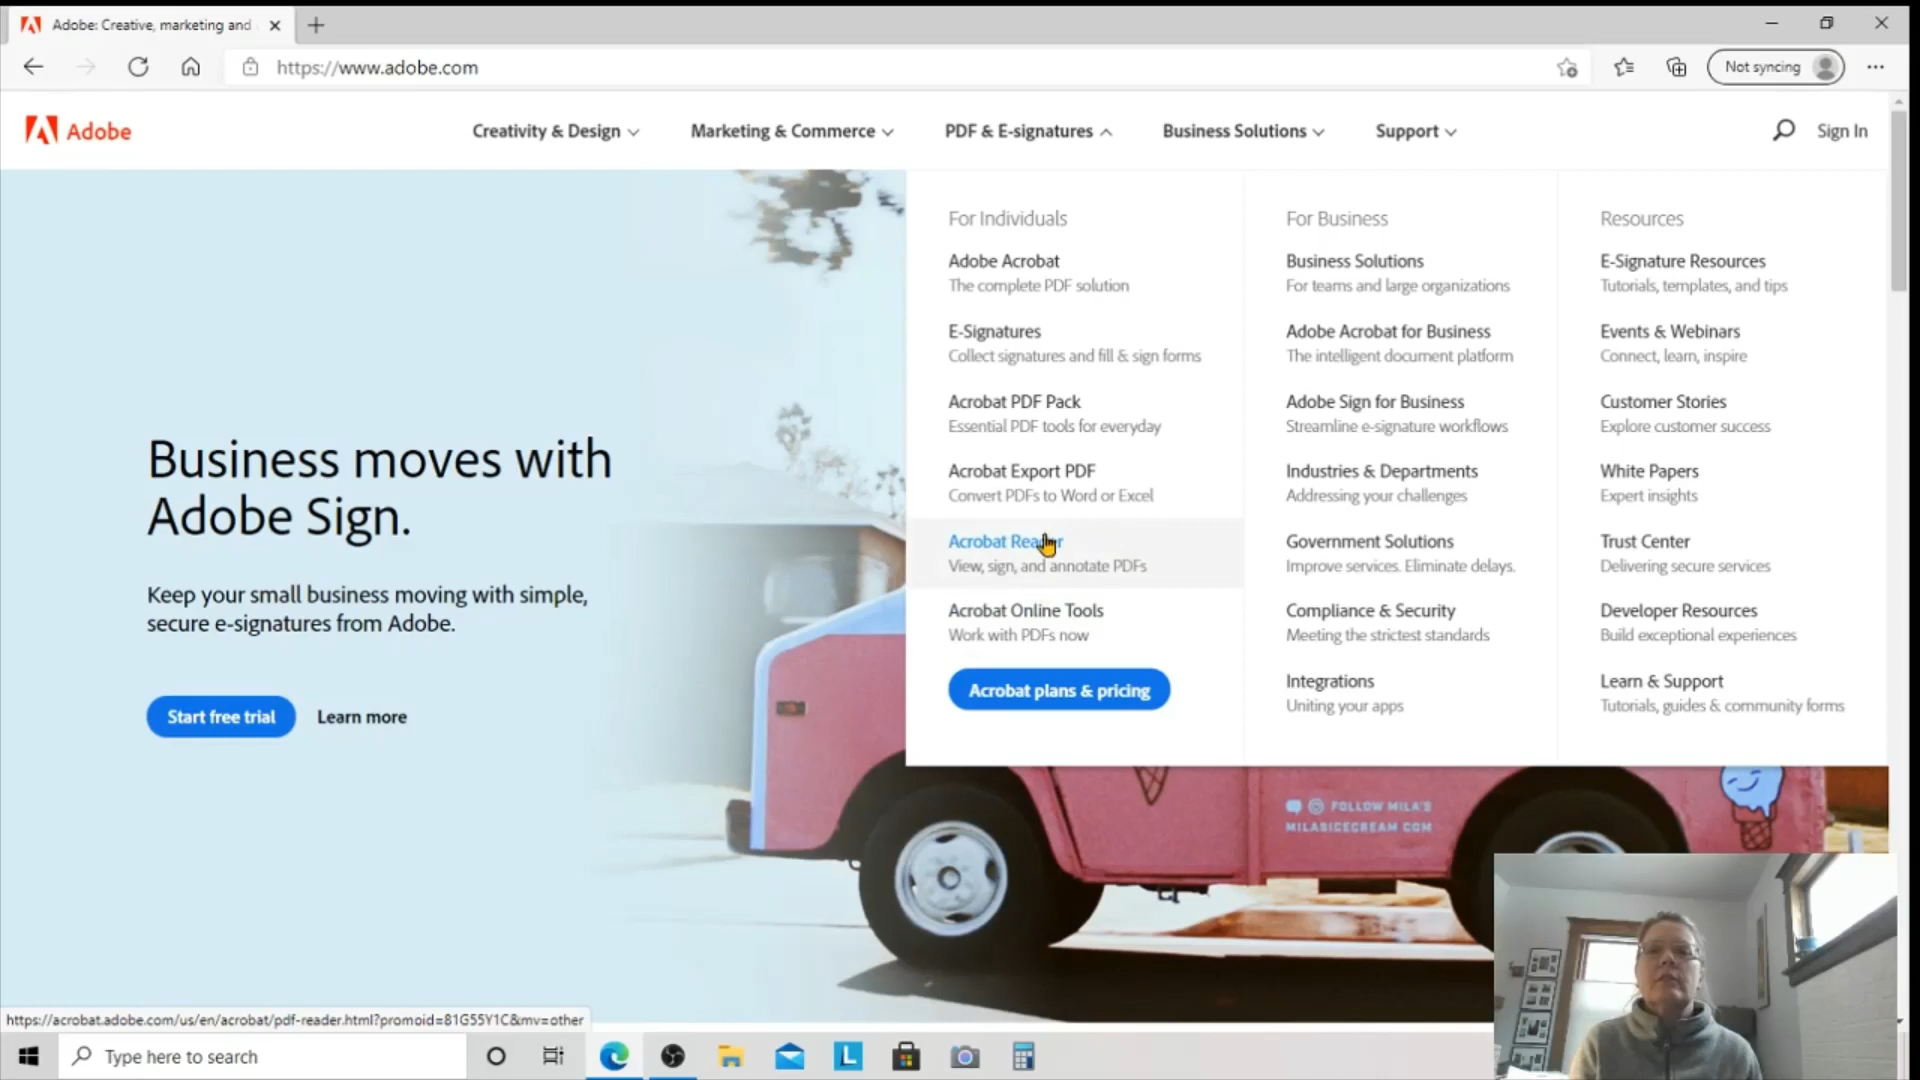 Adobe: Creative, marketing and
https://www.adobe.com
Not syncing
Adobe
Creativity & Design
Marketing & Commerce
PDF & E-signatures
Business Solutions
Support
Sign In
For Individuals
Adobe Acrobat
The complete PDF solution
E-Signatures
Collect signatures and fill & sign forms
Acrobat PDF Pack
Essential PDF tools for everyday
Acrobat Export PDF
Convert PDFs to Word or Excel
Acrobat Reader
View, sign, and annotate PDFs
Acrobat Online Tools
Work with PDFs now
Acrobat plans & pricing
For Business
Business Solutions
For teams and large organizations
Adobe Acrobat for Business
The intelligent document platform
Adobe Sign for Business
Streamline e-signature workflows
Industries & Departments
Addressing your challenges
Government Solutions
Improve services. Eliminate delays.
Compliance & Security
Meeting the strictest standards
Integrations
Uniting your apps
Resources
E-Signature Resources
Tutorials, templates, and tips
Events & Webinars
Connect, learn, inspire
Customer Stories
Explore customer success
White Papers
Expert insights
Trust Center
Delivering secure services
Developer Resources
Build exceptional experiences
Learn & Support
Tutorials, guides & community forms
Business moves with
Adobe Sign.
Keep your small business moving with simple,
secure e-signatures from Adobe.
Start free trial
Learn more
FOLLOW MILA'S
MILASICECREAM COM
https://acrobat.adobe.com/us/en/acrobat/pdf-reader.html?promoid=81G55Y1C&mv=other
Type here to search
L